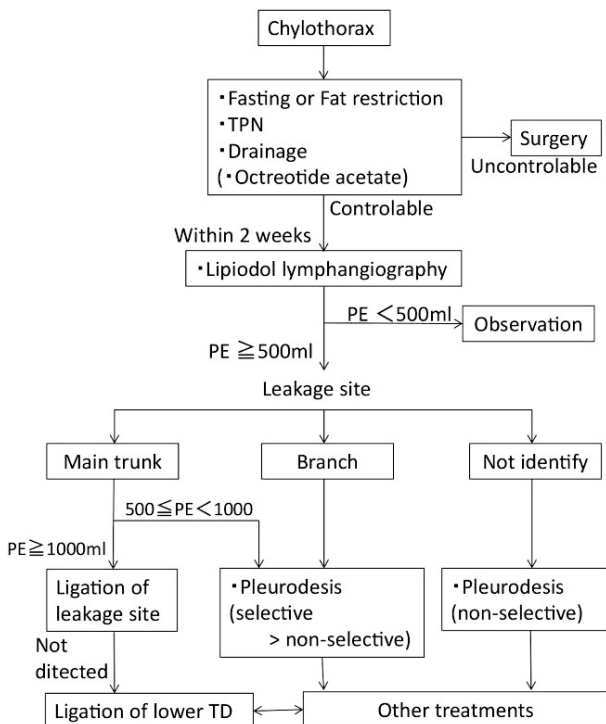 Chylothorax
・Fasting or Fat restriction
・TPN
・Drainage
(・Octreotide acetate)
Surgery
Uncontrolable
Controlable
Within 2 weeks
・Lipiodol lymphangiography
PE ＜500ml
Observation
PE ≧500ml
Leakage site
Main trunk
Branch
Not identify
500≦PE＜1000
PE≧1000ml
Ligation of
leakage site
・Pleurodesis
(selective
> non-selective)
・Pleurodesis
(non-selective)
Not
ditected
Ligation of lower TD
Other treatments